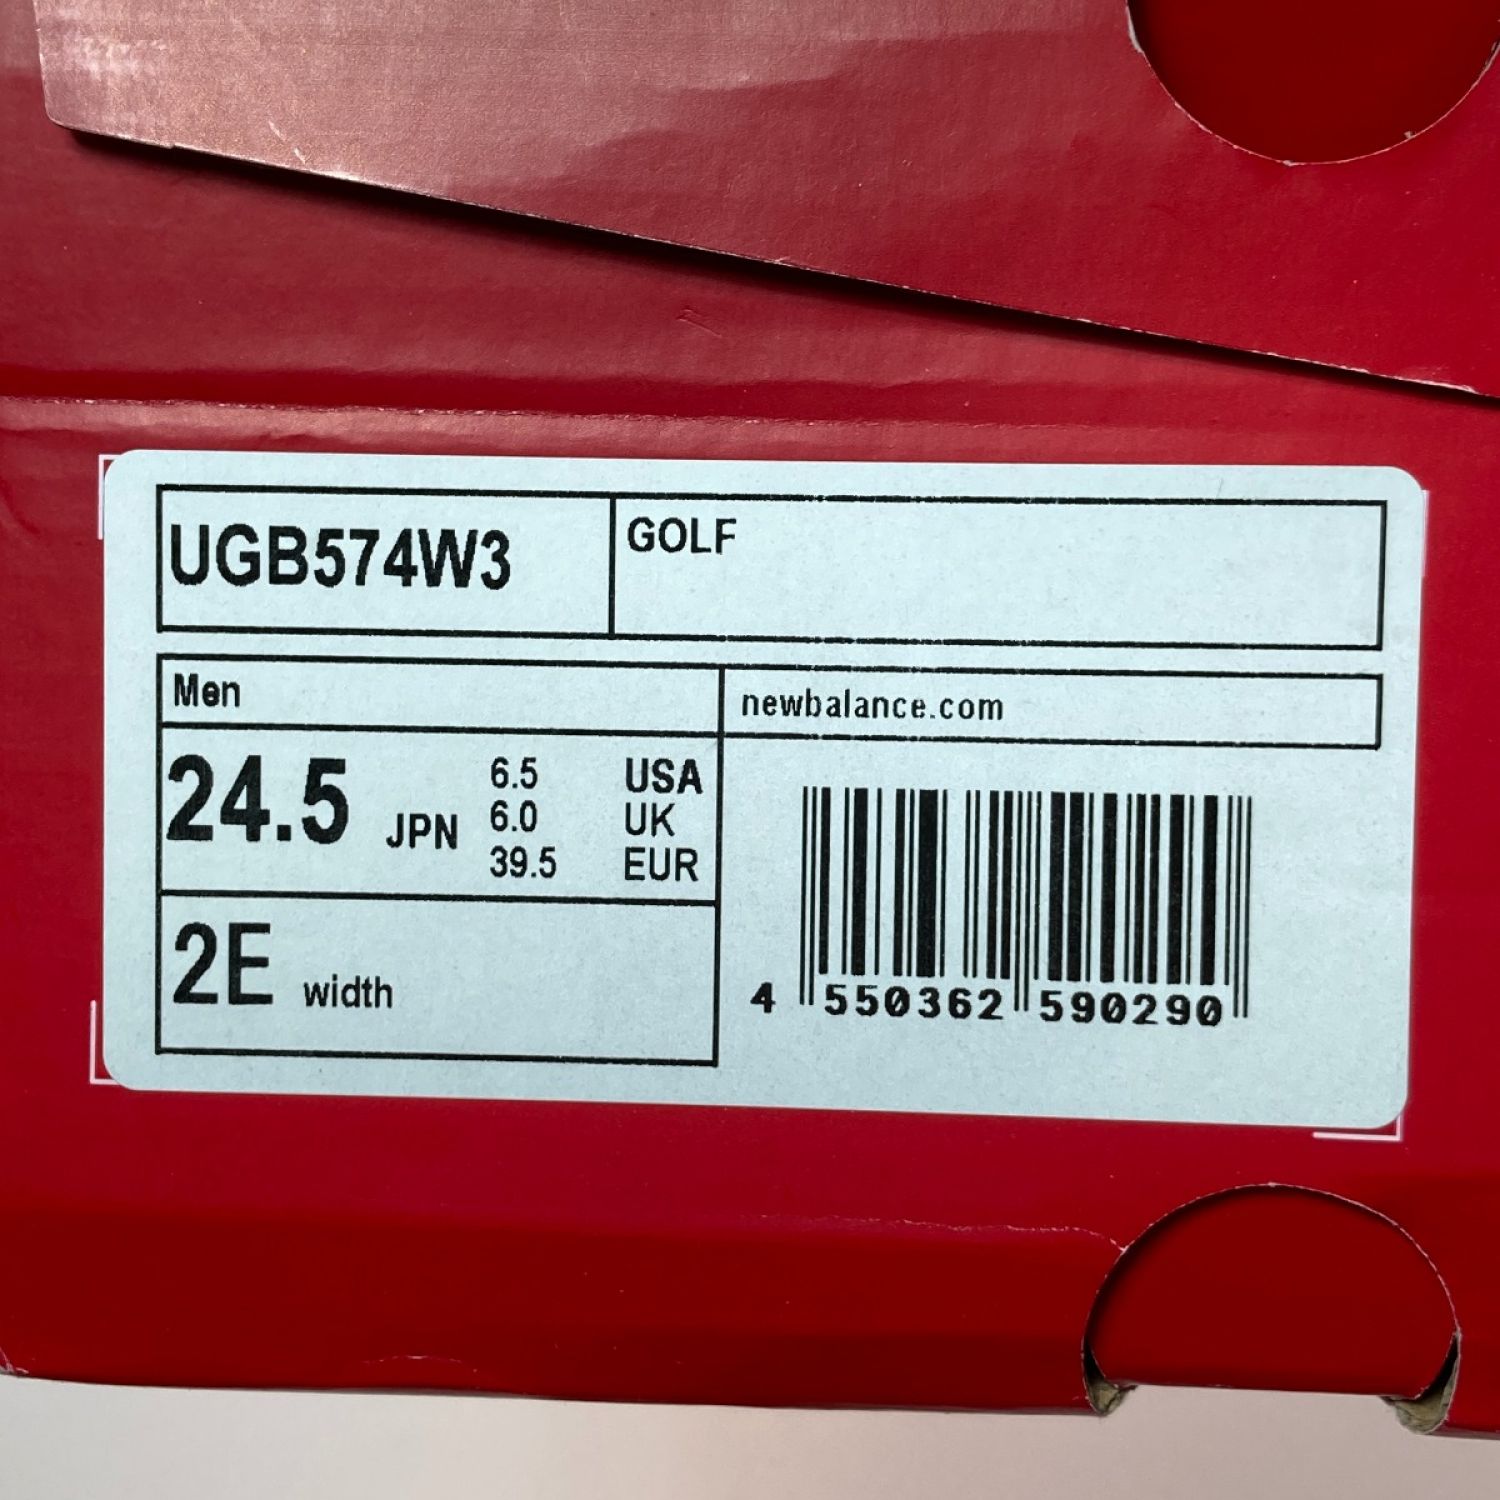 UGB574W3
GOLF
Men
newbalance.com
24.5 JPN
6.5 USA
6.0 UK
39.5 EUR
2E width
4 550362 590290